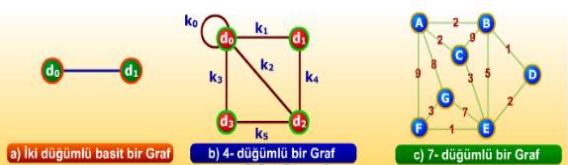 d₀ d₁
a) İki düğümlü basit bir Graf
k₀
d₀ k₁ d₁
k₃ k₂ k₄
d₃ k₅ d₂
b) 4- düğümlü bir Graf
A 2 B
2 9 1
C
9 8 3 5 D
G
3 7 2
F 1 E
c) 7- düğümlü bir Graf